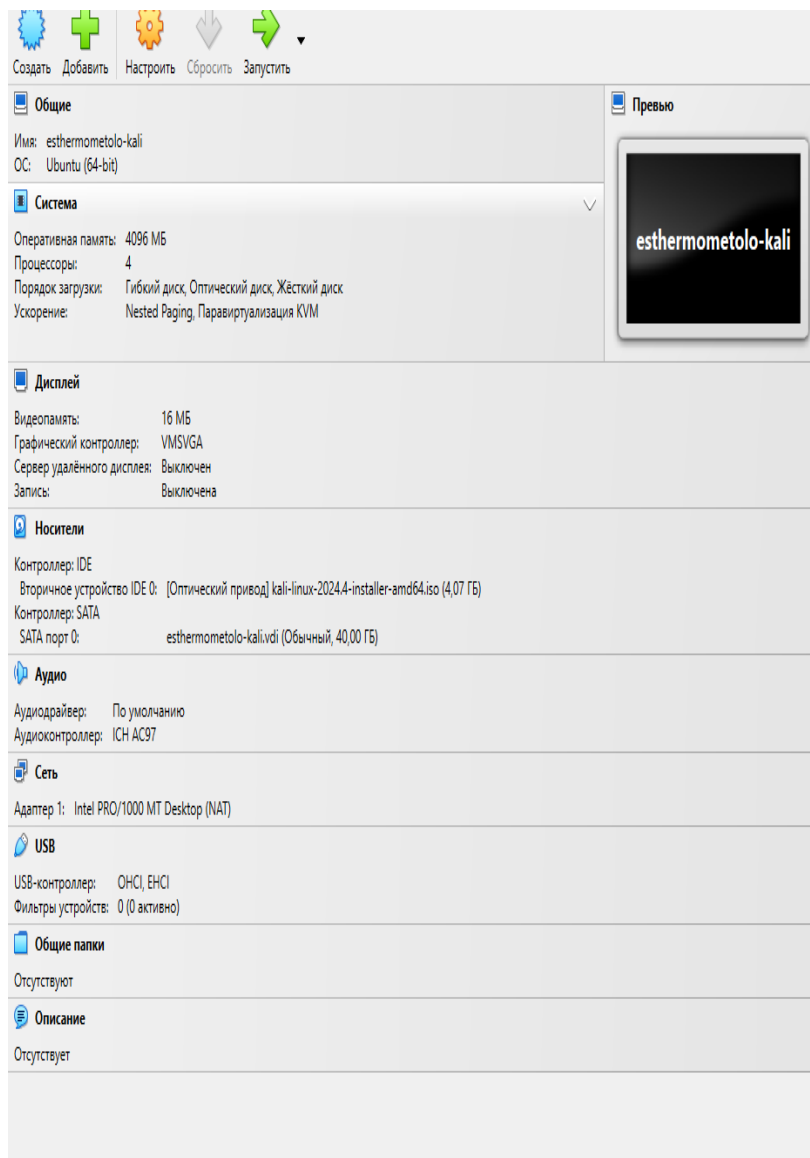 Создать Добавить Настроить Сбросить Запустить
Общие
Имя: esthermometolo-kali
ОС: Ubuntu (64-bit)
Превью
esthermometolo-kali
Система
Оперативная память: 4096 МБ
Процессоры: 4
Порядок загрузки: Гибкий диск, Оптический диск, Жёсткий диск
Ускорение: Nested Paging, Паравиртуализация KVM
Дисплей
Видеопамять: 16 МБ
Графический контроллер: VMSVGA
Сервер удалённого дисплея: Выключен
Запись: Выключена
Носители
Контроллер: IDE
Вторичное устройство IDE 0: [Оптический привод] kali-linux-2024.4-installer-amd64.iso (4,07 ГБ)
Контроллер: SATA
SATA порт 0: esthermometolo-kali.vdi (Обычный, 40,00 ГБ)
Аудио
Аудиодрайвер: По умолчанию
Аудиоконтроллер: ICH AC97
Сеть
Адаптер 1: Intel PRO/1000 MT Desktop (NAT)
USB
USB-контроллер: OHCI, EHCI
Фильтры устройств: 0 (0 активно)
Общие папки
Отсутствуют
Описание
Отсутствует